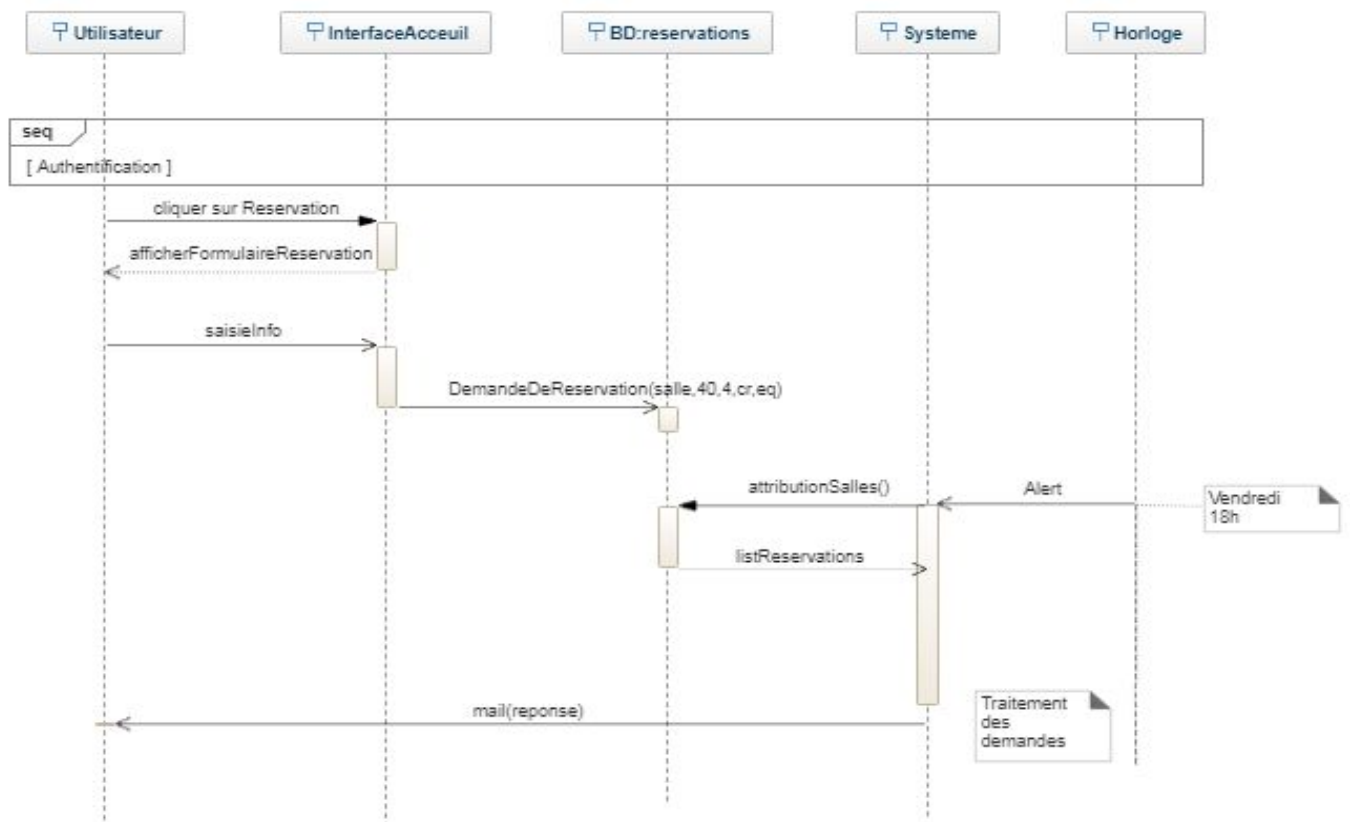 Utilisateur
InterfaceAcceuil
BD:reservations
Systeme
Horloge
seq
[ Authentification ]
cliquer sur Reservation
afficherFormulaireReservation
saisieInfo
DemandeDeReservation(salle,40,4,cr,eq)
attributionSalles()
Alert
Vendredi
18h
listReservations
mail(reponse)
Traitement
des
demandes